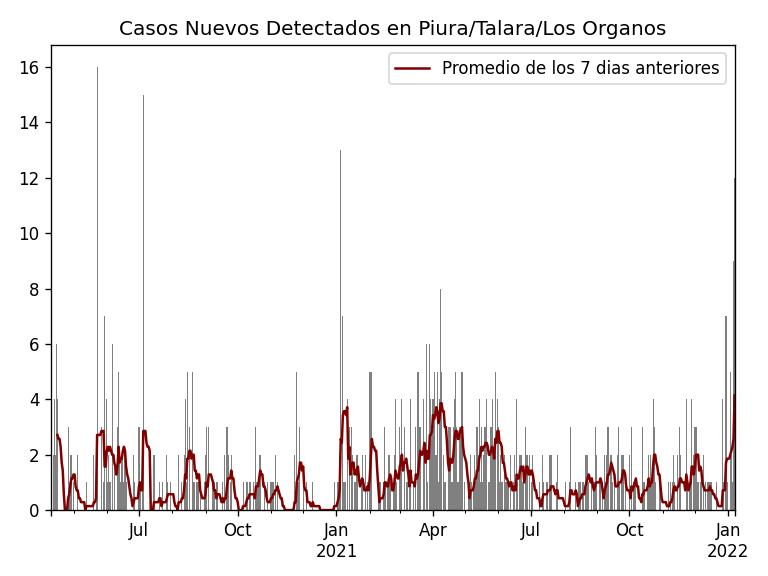 Casos Nuevos Detectados en Piura/Talara/Los Organos
Promedio de los 7 dias anteriores
16
14
12
10
8
6
4
2
0
Jul
Oct
Jan
2021
Apr
Jul
Oct
Jan
2022